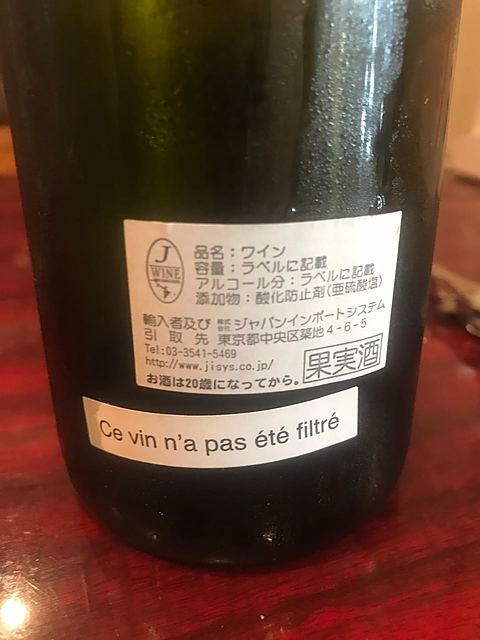 J
WINE
品名：ワイン
容量：ラベルに記載
アルコール分：ラベルに記載
添加物：酸化防止剤(亜硫酸塩)
輸入者及び 株式会社 ジャパンインポートシステム
引取先 東京都中央区築地4-6-5
Tel:03-3541-5469
http://www.jisys.co.jp/
お酒は20歳になってから。
果実酒
Ce vin n'a pas été filtré